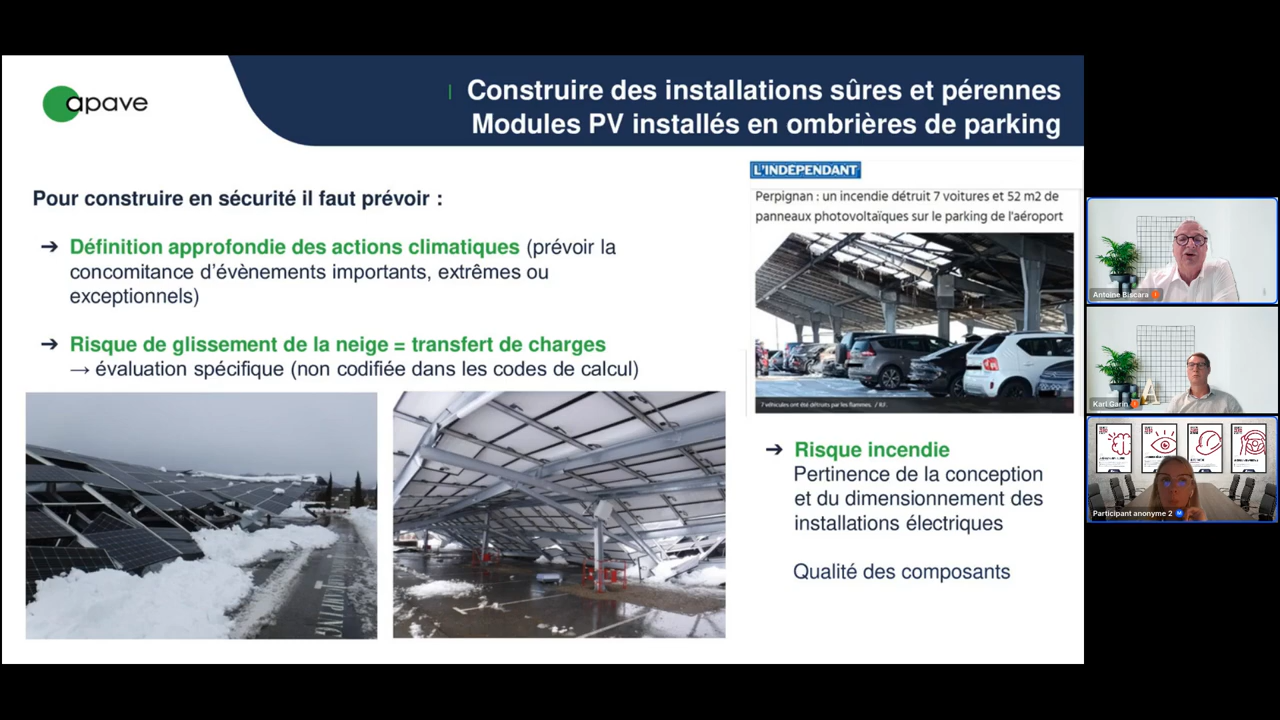 apave
Construire des installations sûres et pérennes
Modules PV installés en ombrières de parking
Pour construire en sécurité il faut prévoir :
➔ Définition approfondie des actions climatiques (prévoir la
concomitance d'évènements importants, extrêmes ou
exceptionnels)
➔ Risque de glissement de la neige = transfert de charges
→ évaluation spécifique (non codifiée dans les codes de calcul)
L'INDEPENDANT
Perpignan : un incendie détruit 7 voitures et 52 m2 de
panneaux photovoltaïques sur le parking de l'aéroport
7 véhicules ont été détruits par les flammes. / R.F.
➔ Risque incendie
Pertinence de la conception
et du dimensionnement des
installations électriques
Qualité des composants
Antoine Biscara
Karl Garin
Participant anonyme 2